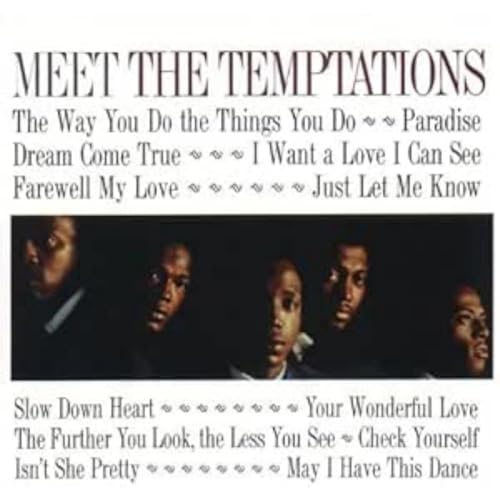 MEET THE TEMPTATIONS
The Way You Do the Things You Do ~ ~ Paradise
Dream Come True ~ ~ ~ I Want a Love I Can See
Farewell My Love ~ ~ ~ ~ ~ ~ Just Let Me Know
Slow Down Heart ~ ~ ~ ~ ~ ~ ~ ~ Your Wonderful Love
The Further You Look, the Less You See ~ Check Yourself
Isn't She Pretty ~ ~ ~ ~ ~ ~ ~ May I Have This Dance